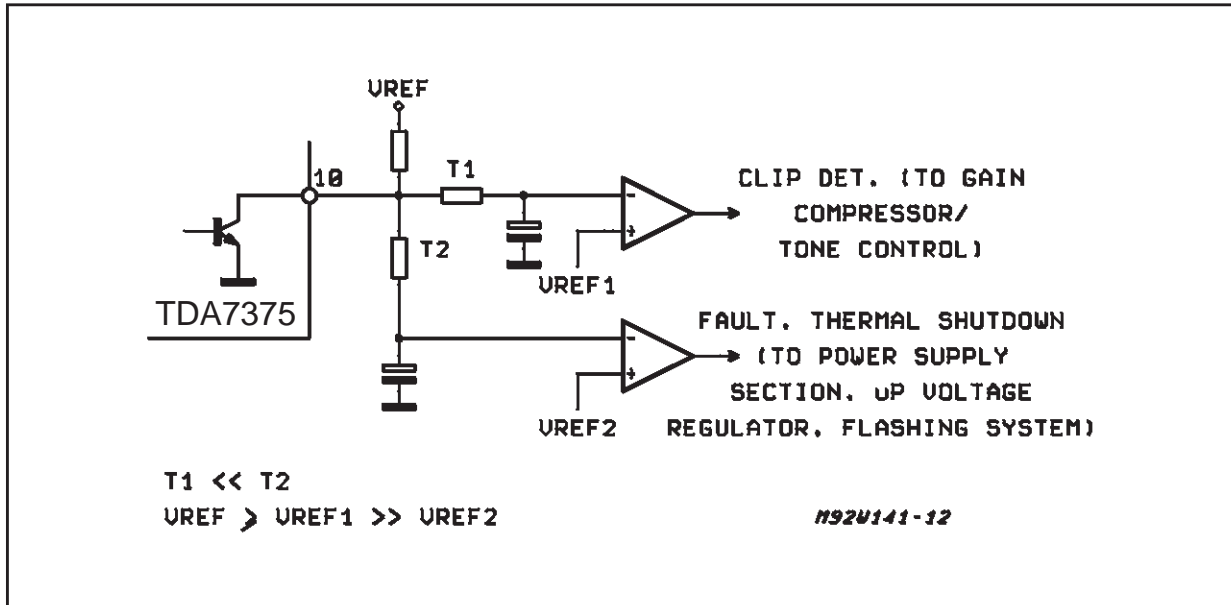 VREF
10
T1
CLIP DET. (TO GAIN
COMPRESSOR/
TONE CONTROL)
-
+
T2
VREF1
TDA7375
FAULT. THERMAL SHUTDOWN
(TO POWER SUPPLY
SECTION. uP VOLTAGE
REGULATOR. FLASHING SYSTEM)
-
+
VREF2
T1 << T2
VREF > VREF1 >> VREF2
M92W141-12